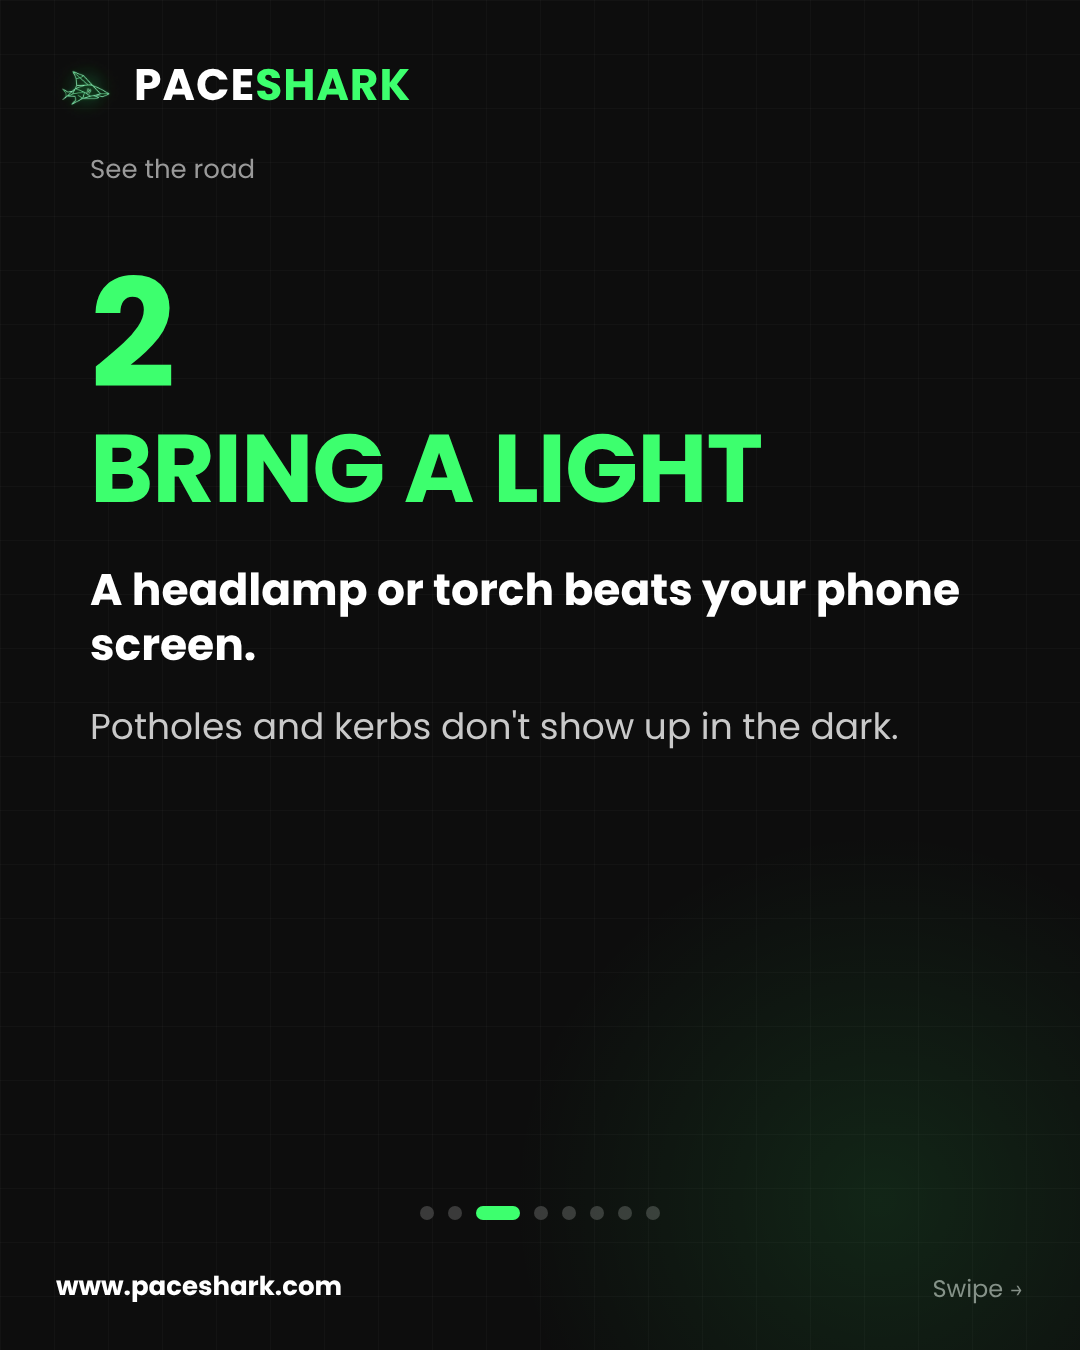 PACESHARK
See the road
2
BRING A LIGHT
A headlamp or torch beats your phone
screen.
Potholes and kerbs don't show up in the dark.
www.paceshark.com
Swipe →